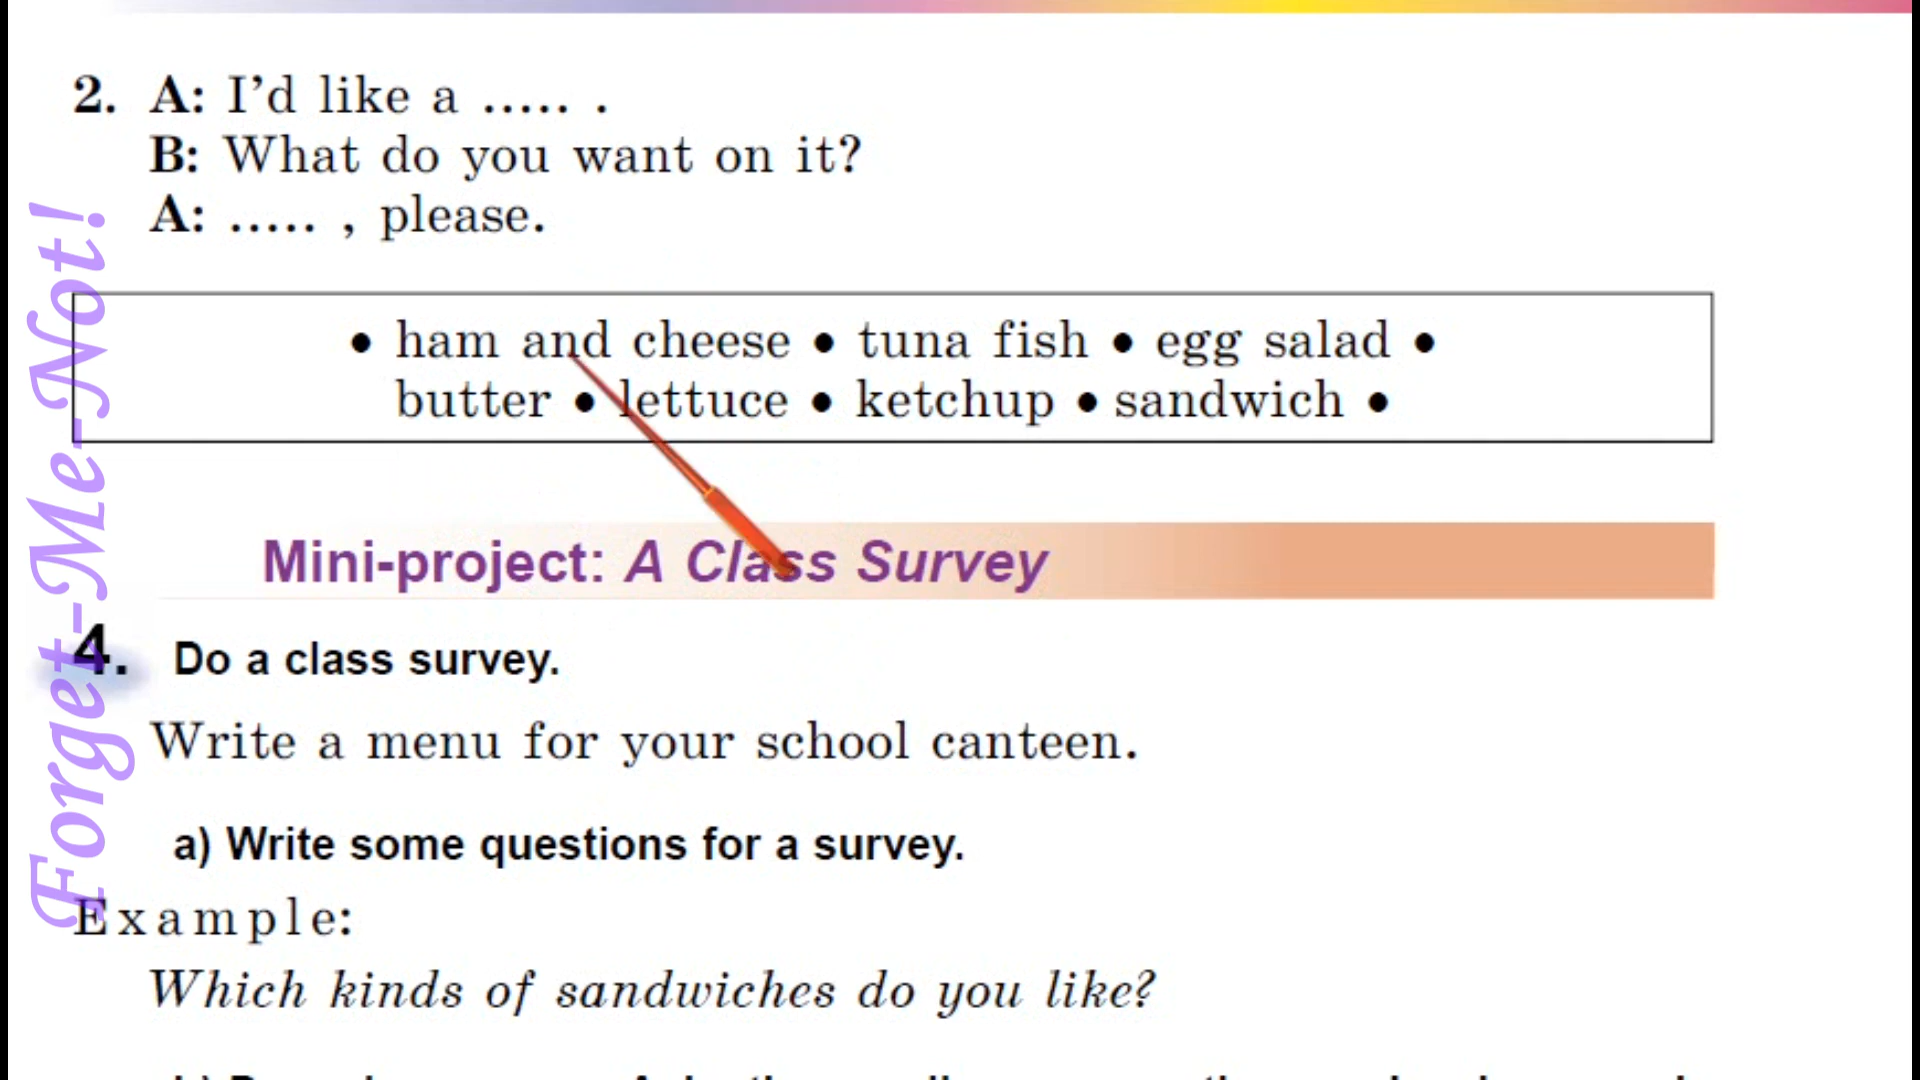 2. A: I'd like a ..... .
B: What do you want on it?
A: ..... , please.
• ham and cheese • tuna fish • egg salad •
butter • lettuce • ketchup • sandwich •
Mini-project: A Class Survey
4. Do a class survey.
Write a menu for your school canteen.
a) Write some questions for a survey.
Example:
Which kinds of sandwiches do you like?
Forget-Me-Not!